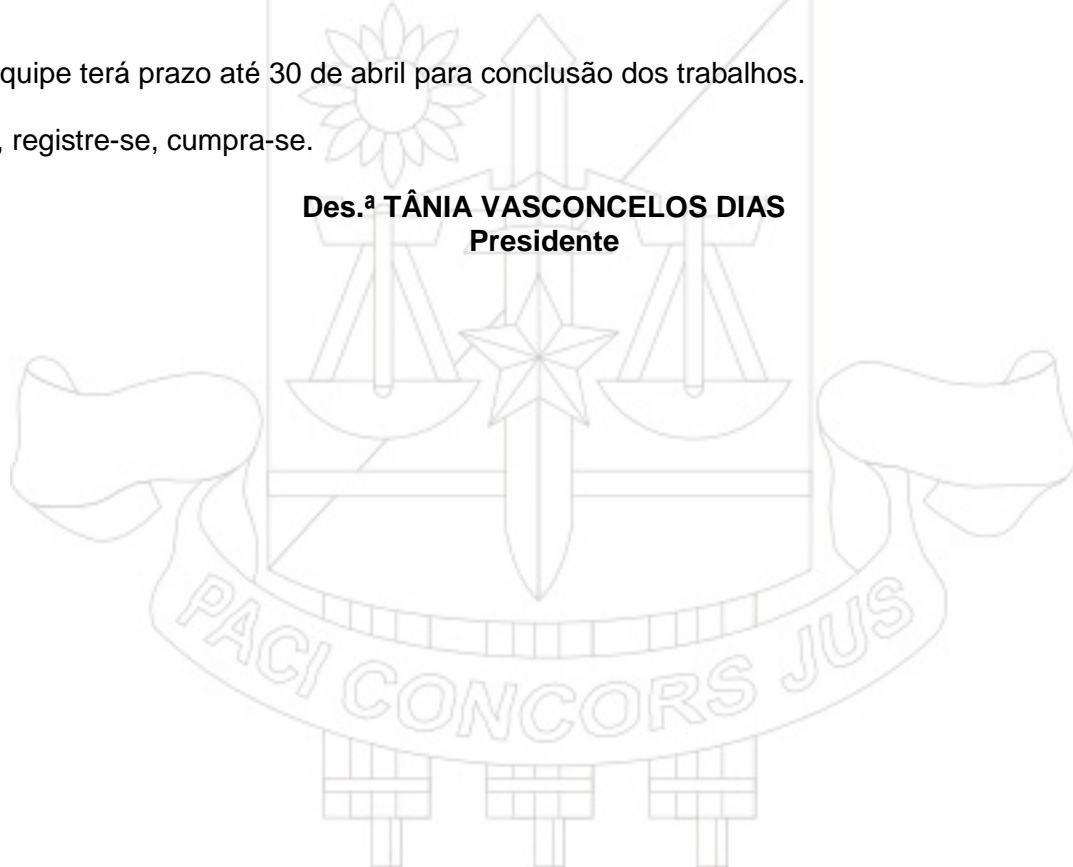 quipe terá prazo até 30 de abril para conclusão dos trabalhos.
, registre-se, cumpra-se.
Des.ª TÂNIA VASCONCELOS DIAS
Presidente
PACI CONCORS JUS